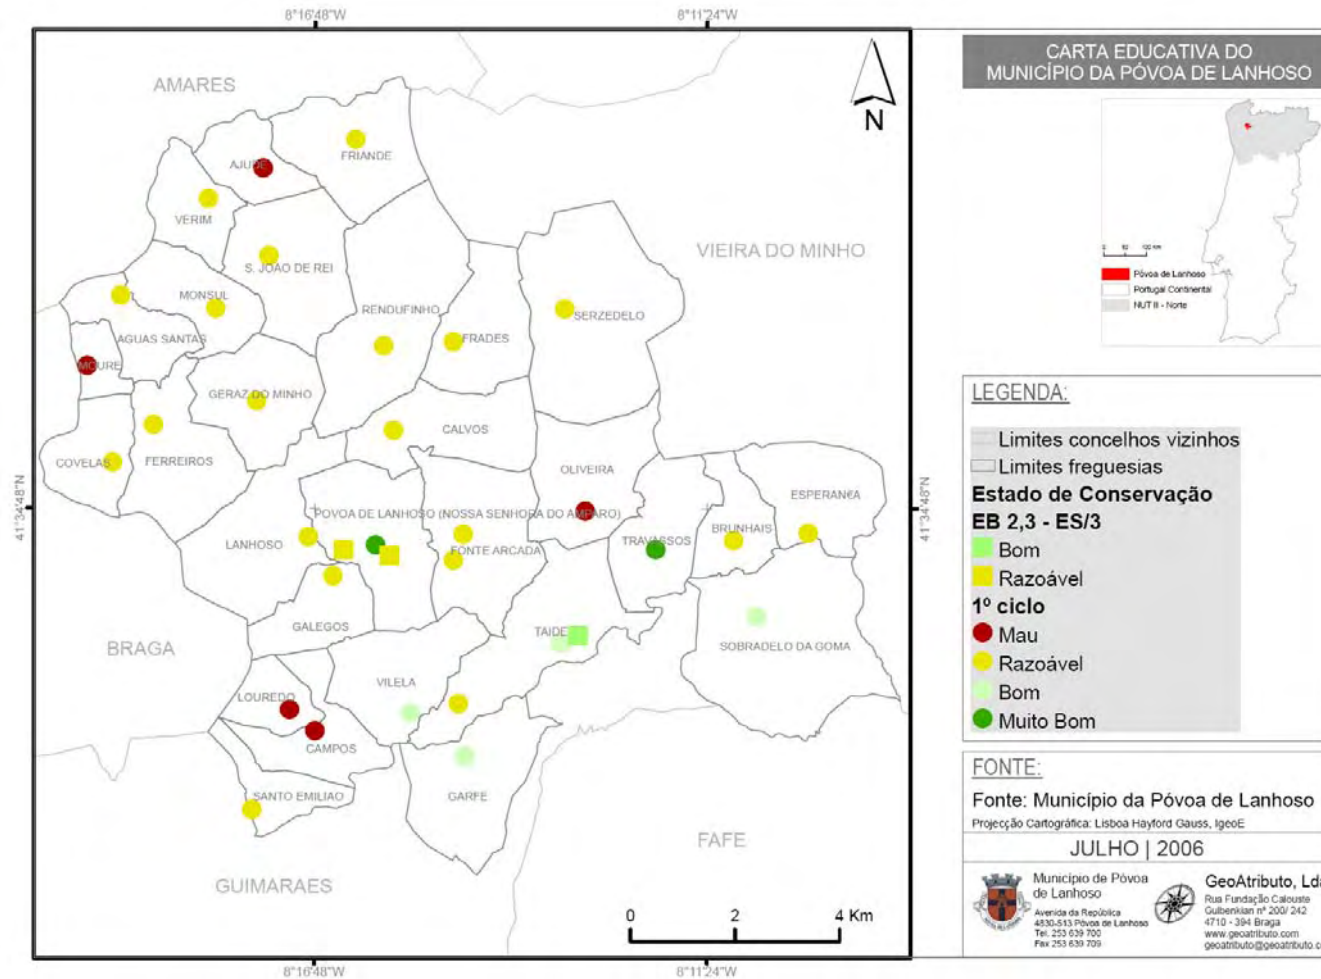 8°16'48"W
8°11'24"W
AMARES
N
FRIANDE
AJUDE
VERIM
VIEIRA DO MINHO
S. JOAO DE REI
MONSUL
RENDUFINHO
SERZEDELO
AGUAS SANTAS
FRADES
MOURE
GERAZ DO MINHO
CALVOS
COVELAS
FERREIROS
OLIVEIRA
ESPERANÇA
41°34'48"N
41°34'48"N
POVOA DE LANHOSO (NOSSA SENHORA DO AMPARO)
BRUNHAIS
LANHOSO
TRAVASSOS
FONTE ARCADA
GALEGOS
TAIDE
BRAGA
SOBRADELO DA GOMA
VILELA
LOUREDO
CAMPOS
SANTO EMILIAO
GARFE
FAFE
GUIMARAES
0 2 4 Km
8°16'48"W
8°11'24"W
CARTA EDUCATIVA DO
MUNICÍPIO DA PÓVOA DE LANHOSO
Póvoa de Lanhoso
Portugal Continental
NUT II - Norte
LEGENDA:
Limites concelhos vizinhos
Limites freguesias
Estado de Conservação
EB 2,3 - ES/3
Bom
Razoável
1º ciclo
Mau
Razoável
Bom
Muito Bom
FONTE:
Fonte: Município da Póvoa de Lanhoso
Projecção Cartográfica: Lisboa Hayford Gauss, IgeoE
JULHO | 2006
Município de Póvoa
de Lanhoso
Avenida da República
4830-513 Póvoa de Lanhoso
Tel. 253 639 700
Fax 253 639 709
GeoAtributo, Ld
Rua Fundação Calouste
Gulbenkian nº 200/ 242
4710 - 394 Braga
www.geoatributo.com
geoatributo@geoatributo.c